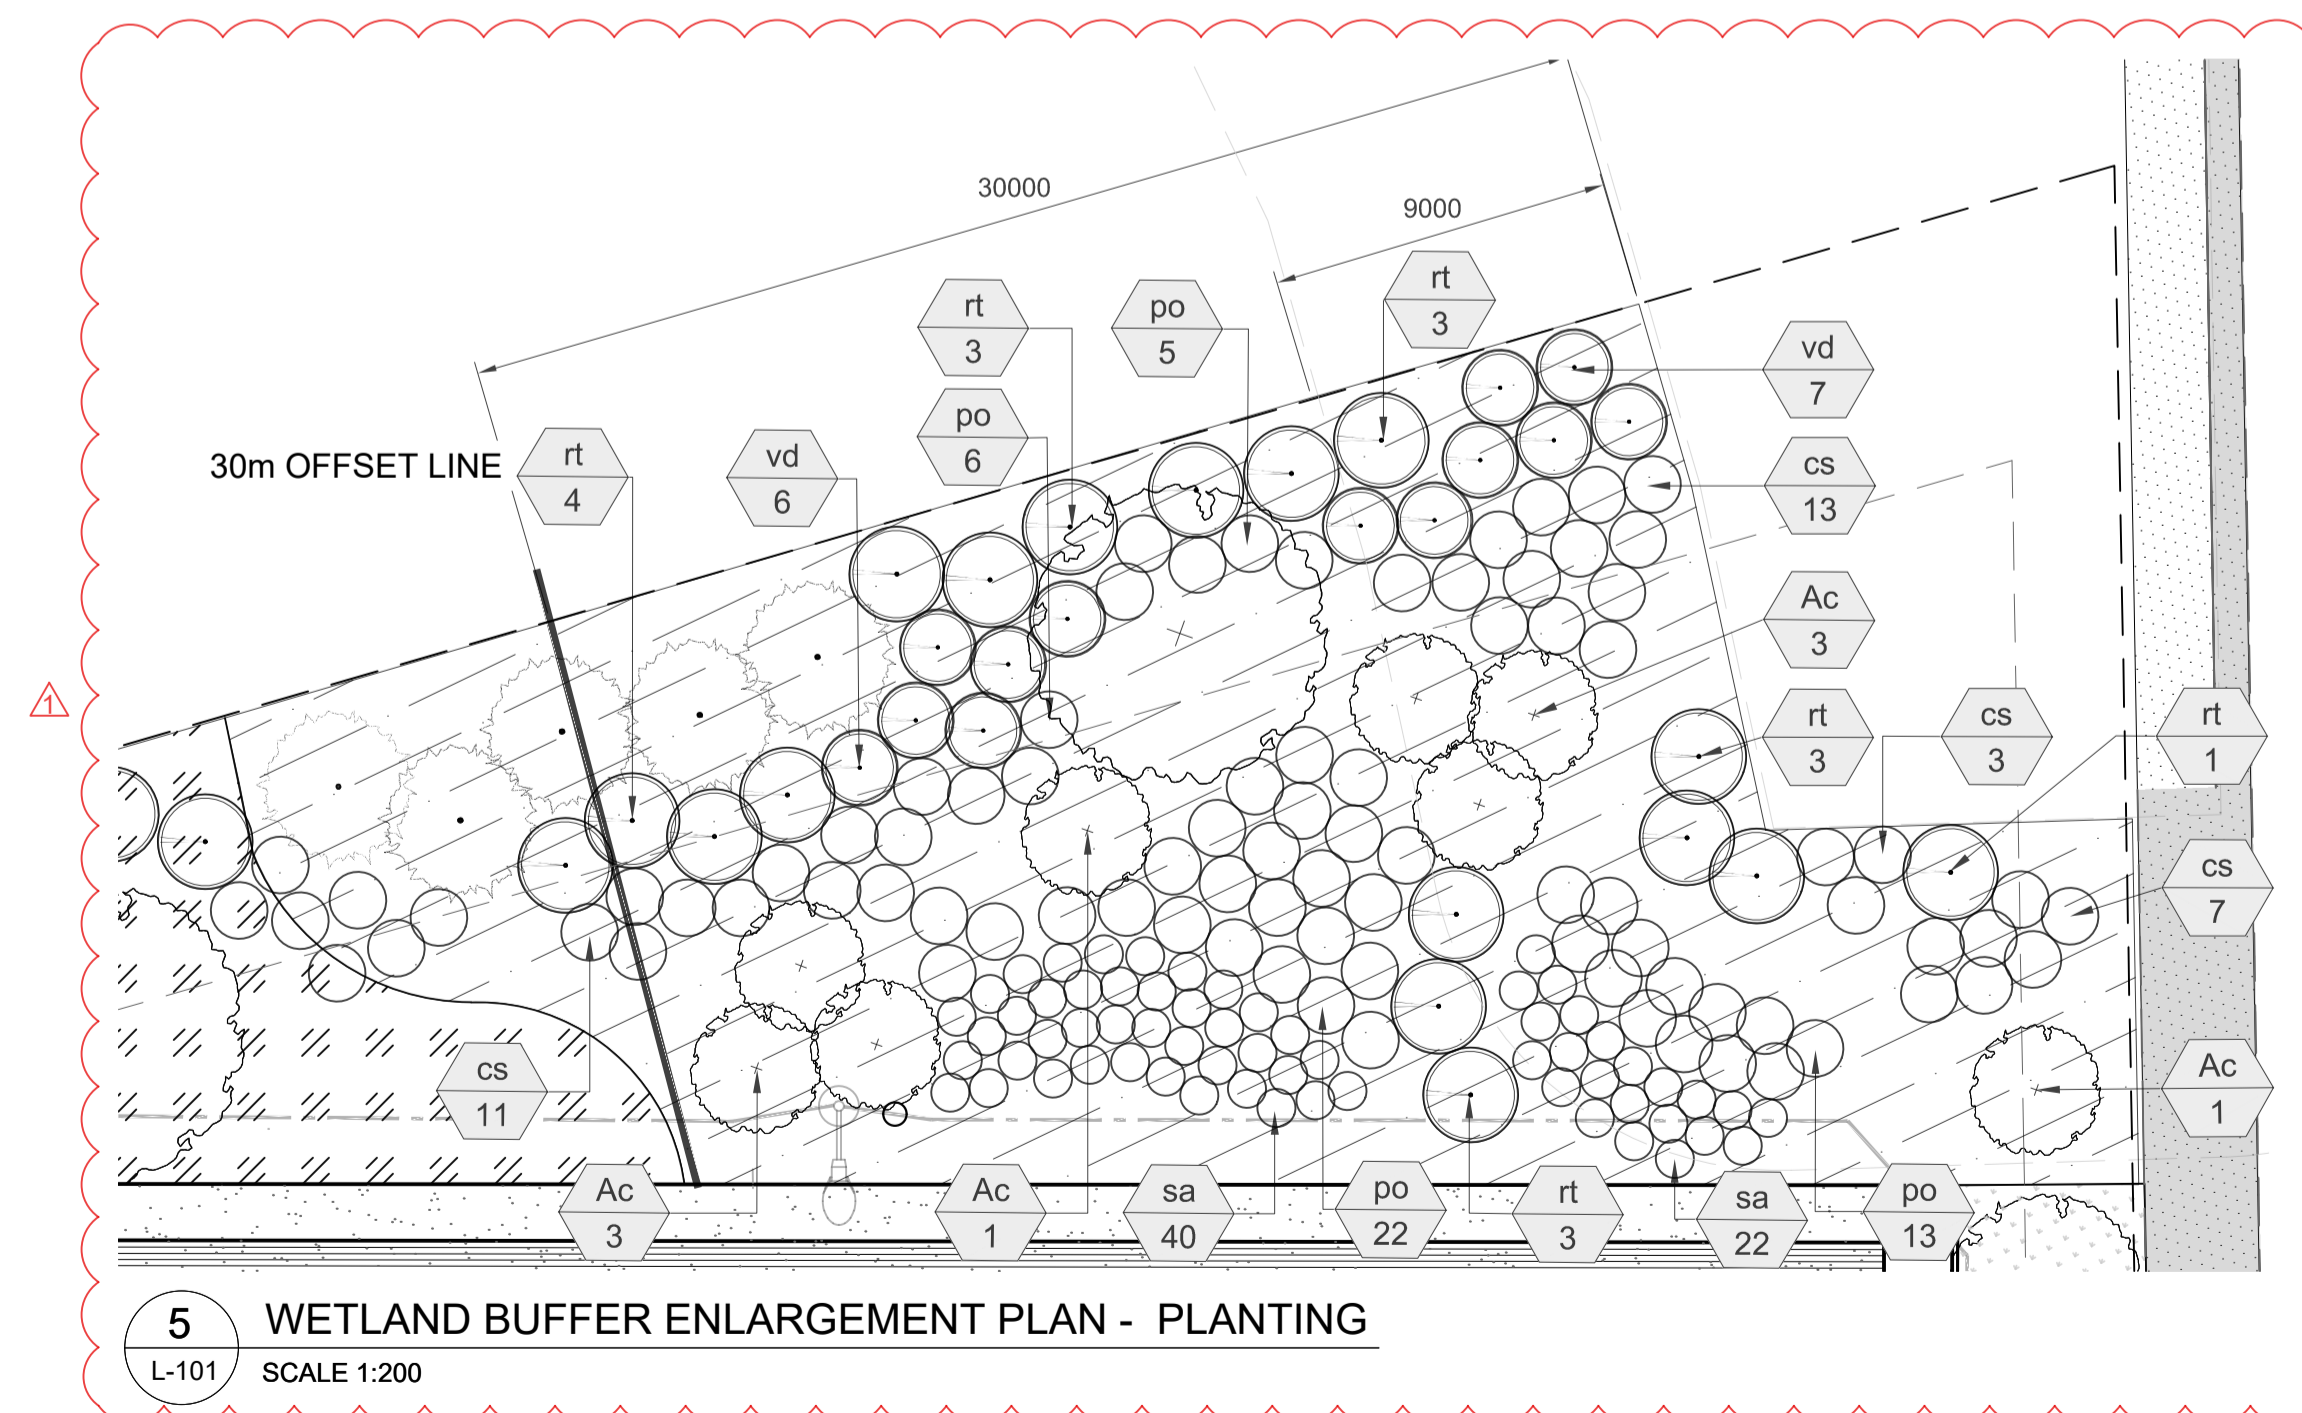 30000
9000
rt
3
po
5
rt
3
vd
7
po
6
30m OFFSET LINE
rt
4
vd
6
cs
13
Ac
3
1
rt
3
cs
3
rt
1
cs
7
cs
11
Ac
1
Ac
3
Ac
1
sa
40
po
22
rt
3
sa
22
po
13
5
L-101
WETLAND BUFFER ENLARGEMENT PLAN - PLANTING
SCALE 1:200